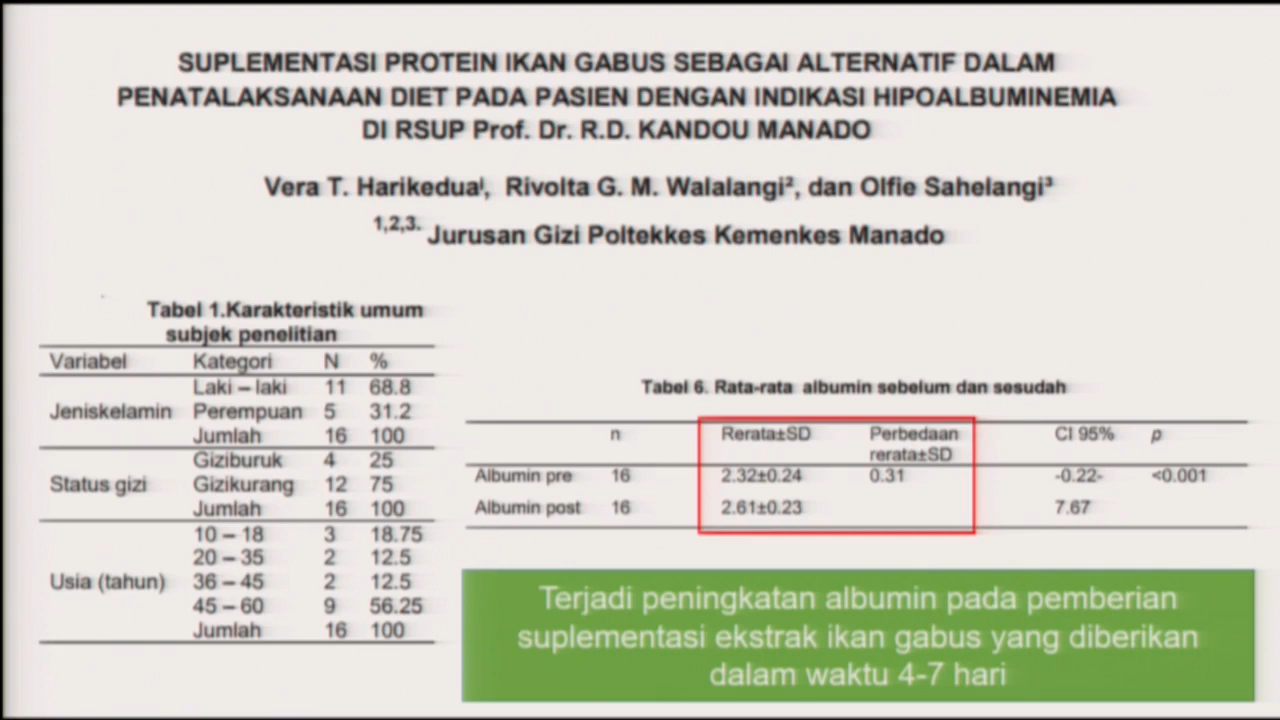 SUPLEMENTASI PROTEIN IKAN GABUS SEBAGAI ALTERNATIF DALAM
PENATALAKSANAAN DIET PADA PASIEN DENGAN INDIKASI HIPOALBUMINEMIA
DI RSUP Prof. Dr. R.D. KANDOU MANADO
Vera T. Harikedua¹, Rivolta G. M. Walalangi², dan Olfie Sahelangi³
1,2,3. Jurusan Gizi Poltekkes Kemenkes Manado
Tabel 1.Karakteristik umum
subjek penelitian
Variabel Kategori N %
Laki – laki 11 68.8
Jeniskelamin Perempuan 5 31.2
Jumlah 16 100
Giziburuk 4 25
Status gizi Gizikurang 12 75
Jumlah 16 100
10 – 18 3 18.75
20 – 35 2 12.5
Usia (tahun) 36 – 45 2 12.5
45 – 60 9 56.25
Jumlah 16 100
Tabel 6. Rata-rata albumin sebelum dan sesudah
n Rerata±SD Perbedaan CI 95% p
rerata±SD
Albumin pre 16 2.32±0.24 0.31 -0.22- <0.001
Albumin post 16 2.61±0.23 7.67
Terjadi peningkatan albumin pada pemberian
suplementasi ekstrak ikan gabus yang diberikan
dalam waktu 4-7 hari